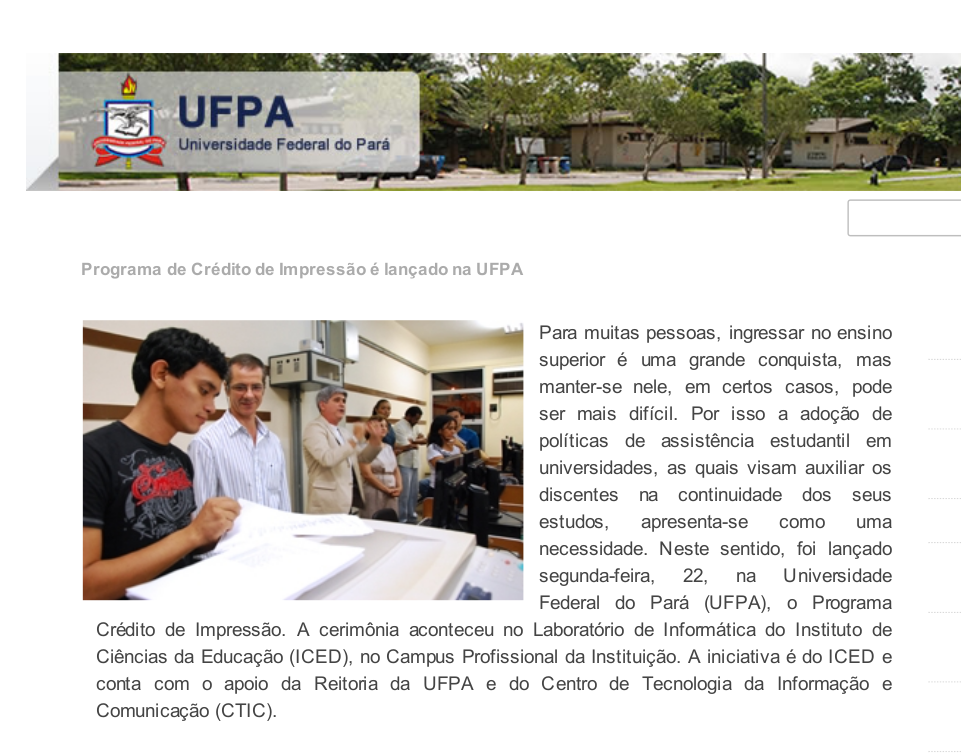 UFPA
Universidade Federal do Pará
Programa de Crédito de Impressão é lançado na UFPA
Para muitas pessoas, ingressar no ensino
superior é uma grande conquista, mas
manter-se nele, em certos casos, pode
ser mais difícil. Por isso a adoção de
políticas de assistência estudantil em
universidades, as quais visam auxiliar os
discentes na continuidade dos seus
estudos, apresenta-se como uma
necessidade. Neste sentido, foi lançado
segunda-feira, 22, na Universidade
Federal do Pará (UFPA), o Programa
Crédito de Impressão. A cerimônia aconteceu no Laboratório de Informática do Instituto de
Ciências da Educação (ICED), no Campus Profissional da Instituição. A iniciativa é do ICED e
conta com o apoio da Reitoria da UFPA e do Centro de Tecnologia da Informação e
Comunicação (CTIC).